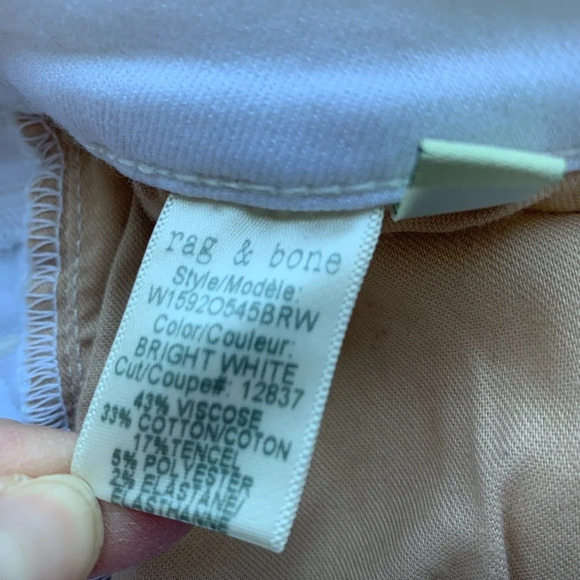 rag & bone
Style/Modèle:
W1592O545BRW
Color/Couleur:
BRIGHT WHITE
Cut/Coupe#: 12837
43% VISCOSE
33% COTTON/COTON
17%TENCEL
5% POLYESTER
2% ELASTANE/
ELASTHANNE